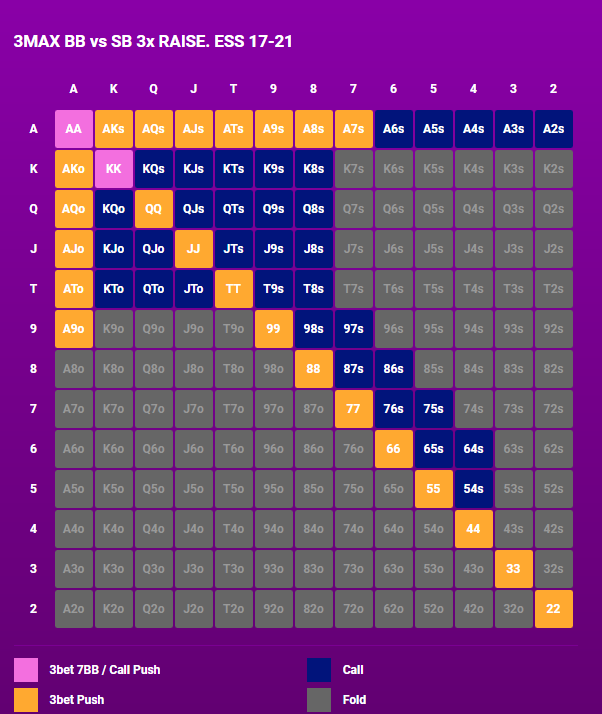 3MAX BB vs SB 3x RAISE. ESS 17-21
A K Q J T 9 8 7 6 5 4 3 2
A AA AKs AQs AJs ATs A9s A8s A7s A6s A5s A4s A3s A2s
K AKo KK KQs KJs KTs K9s K8s K7s K6s K5s K4s K3s K2s
Q AQo KQo QQ QJs QTs Q9s Q8s Q7s Q6s Q5s Q4s Q3s Q2s
J AJo KJo QJo JJ JTs J9s J8s J7s J6s J5s J4s J3s J2s
T ATo KTo QTo JTo TT T9s T8s T7s T6s T5s T4s T3s T2s
9 A9o K9o Q9o J9o T9o 99 98s 97s 96s 95s 94s 93s 92s
8 A8o K8o Q8o J8o T8o 98o 88 87s 86s 85s 84s 83s 82s
7 A7o K7o Q7o J7o T7o 97o 87o 77 76s 75s 74s 73s 72s
6 A6o K6o Q6o J6o T6o 96o 86o 76o 66 65s 64s 63s 62s
5 A5o K5o Q5o J5o T5o 95o 85o 75o 65o 55 54s 53s 52s
4 A4o K4o Q4o J4o T4o 94o 84o 74o 64o 54o 44 43s 42s
3 A3o K3o Q3o J3o T3o 93o 83o 73o 63o 53o 43o 33 32s
2 A2o K2o Q2o J2o T2o 92o 82o 72o 62o 52o 42o 32o 22
3bet 7BB / Call Push Call
3bet Push Fold